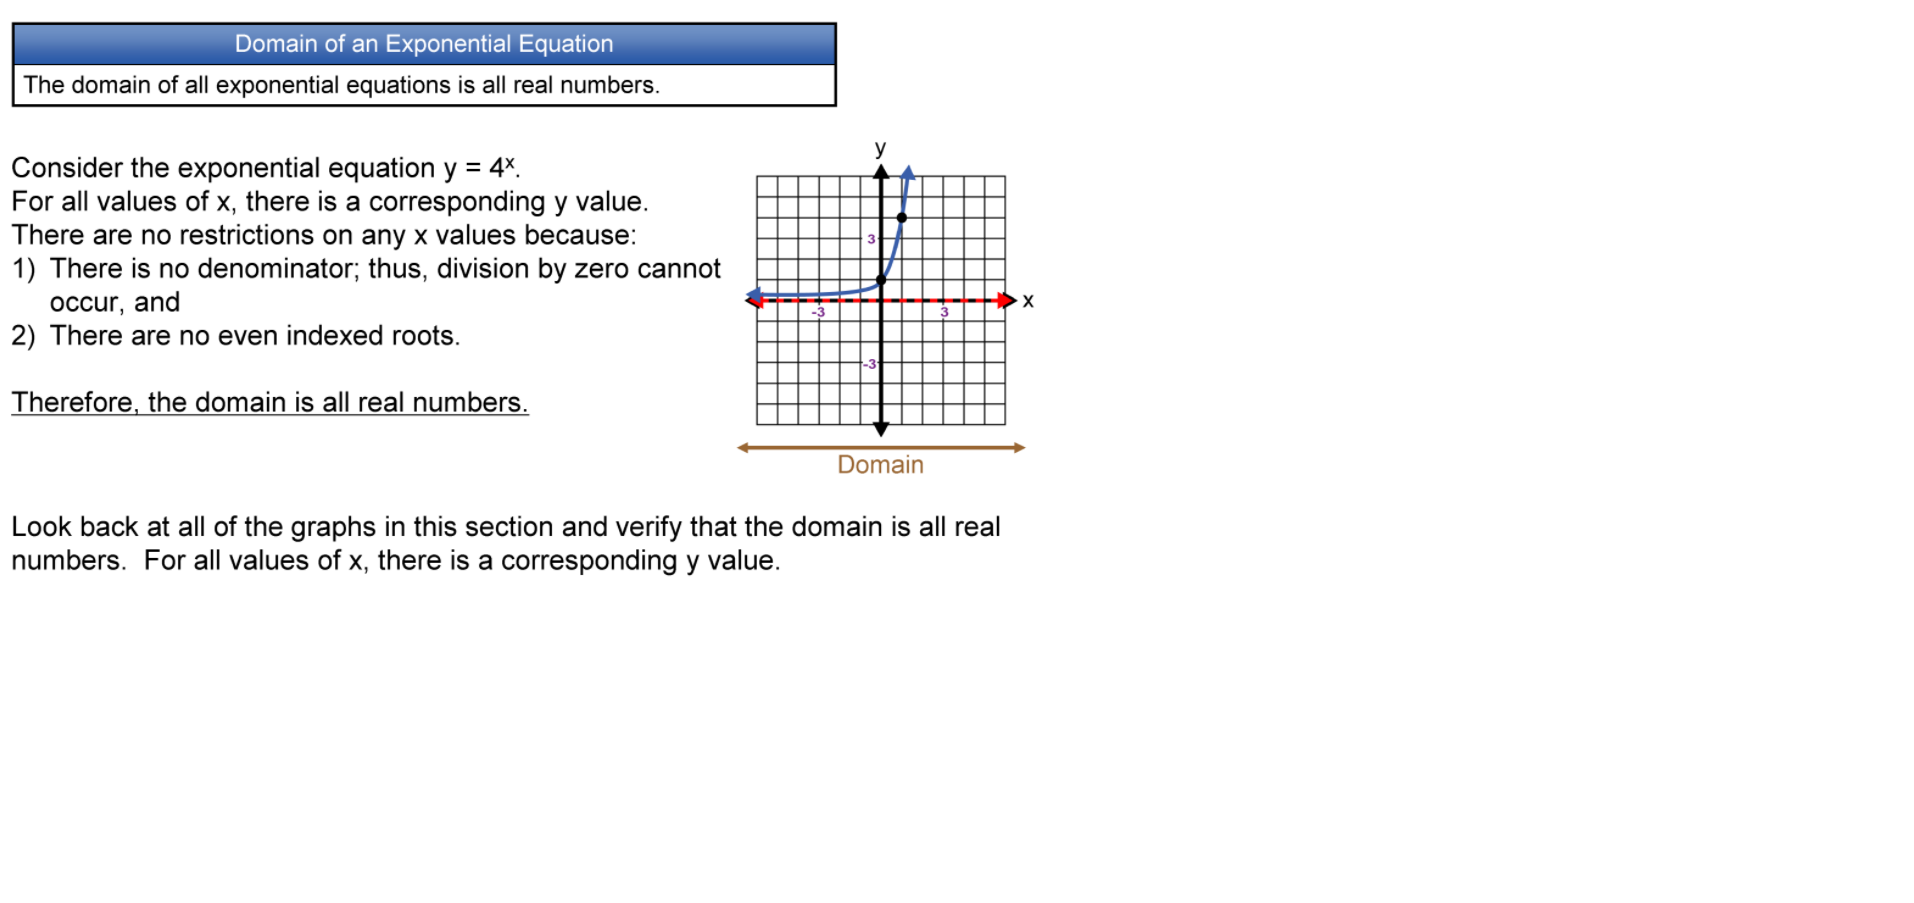 Domain of an Exponential Equation
The domain of all exponential equations is all real numbers.
Consider the exponential equation y = 4ˣ.
For all values of x, there is a corresponding y value.
There are no restrictions on any x values because:
1) There is no denominator; thus, division by zero cannot
occur, and
2) There are no even indexed roots.
Therefore, the domain is all real numbers.
y
3
x
-3 3
-3
Domain
Look back at all of the graphs in this section and verify that the domain is all real
numbers. For all values of x, there is a corresponding y value.